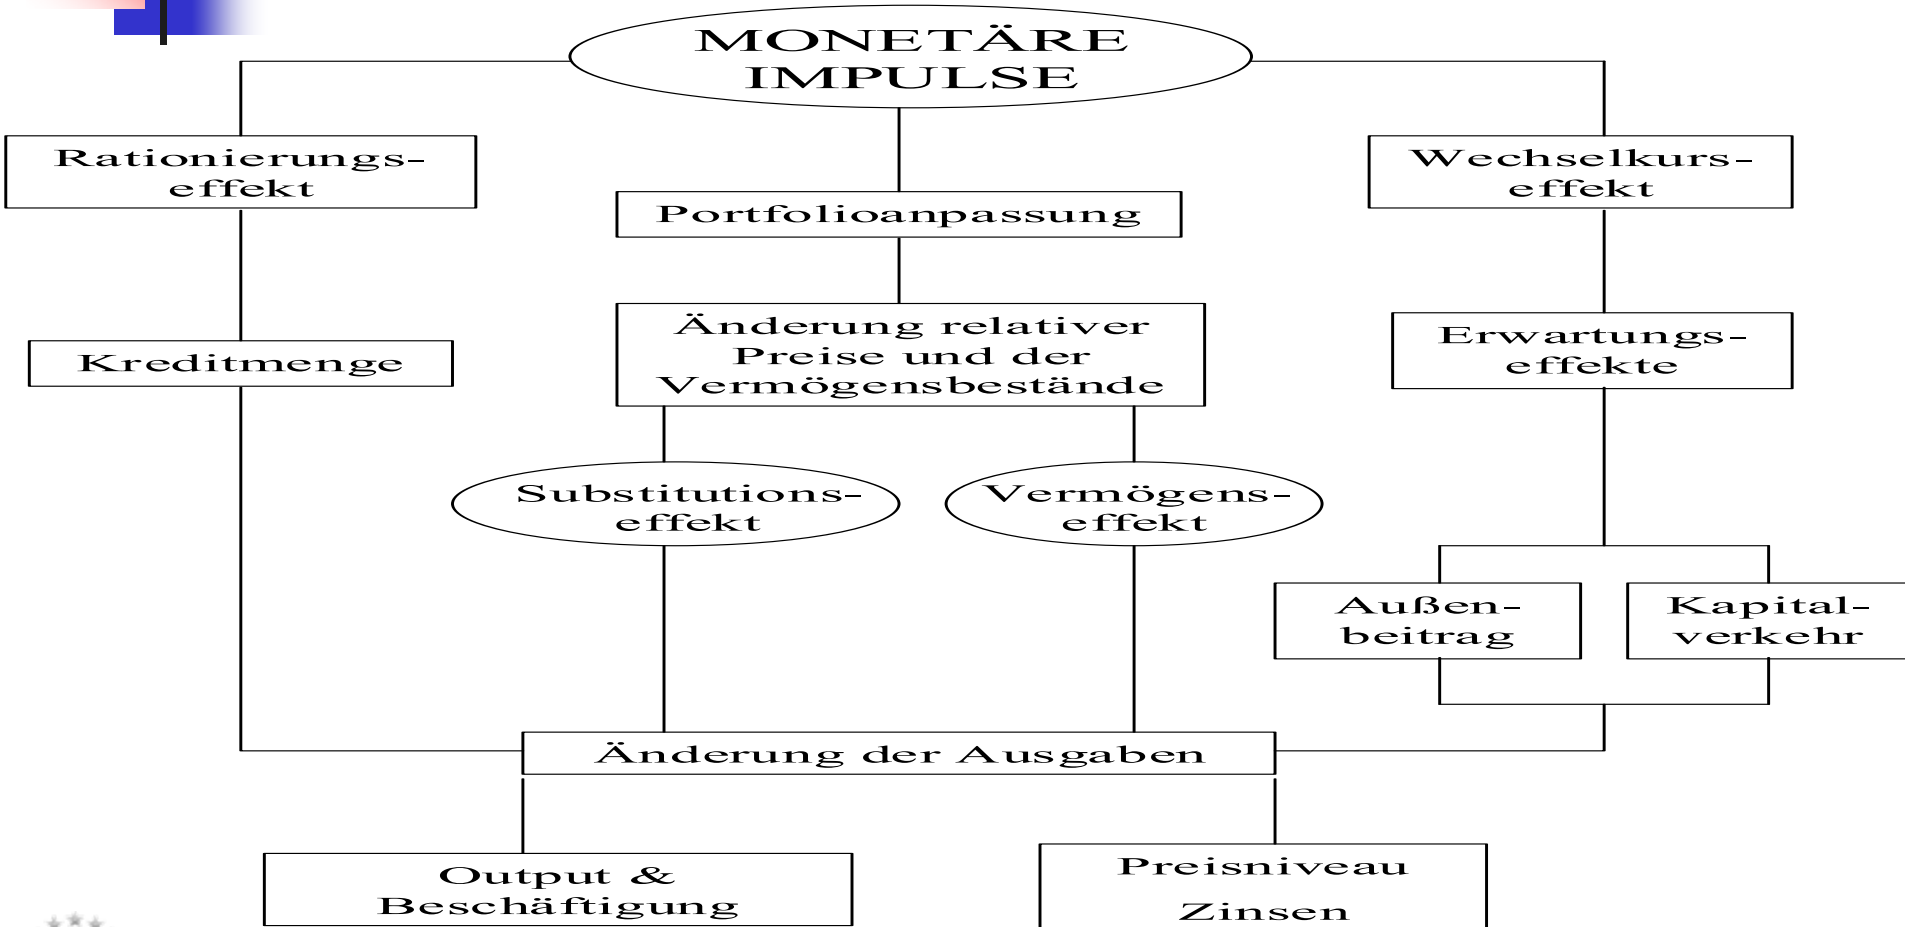 MONETÄRE
IMPULSE
Rationierungs-
effekt
Wechselkurs-
effekt
Portfolioanpassung
Änderung relativer
Preise und der
Vermögensbestände
Kreditmenge
Erwartungs-
effekte
Substitutions-
effekt
Vermögens-
effekt
Außen-
beitrag
Kapital-
verkehr
Änderung der Ausgaben
Output &
Beschäftigung
Preisniveau
Zinsen